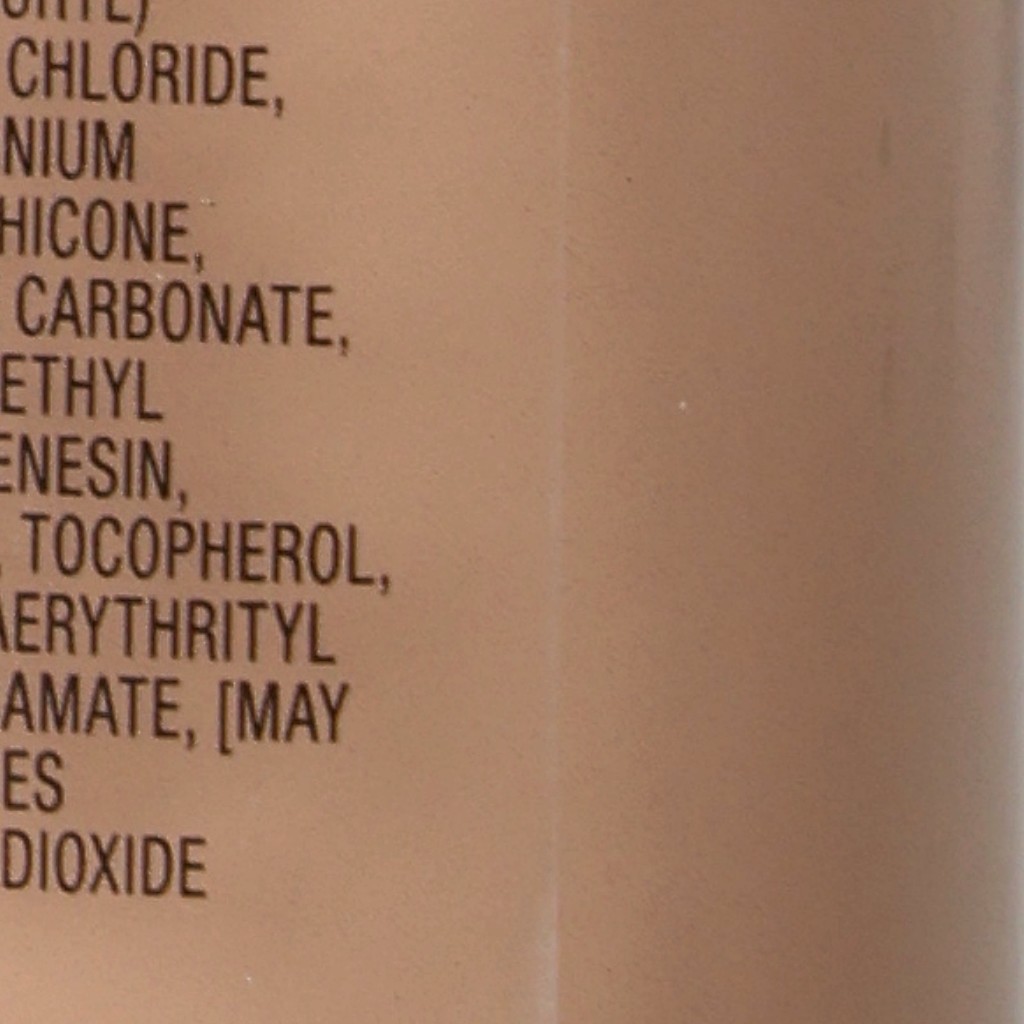 CHLORIDE,
NIUM
HICONE,
CARBONATE,
ETHYL
ENESIN,
, TOCOPHEROL,
AERYTHRITYL
AMATE, [MAY
ES
DIOXIDE